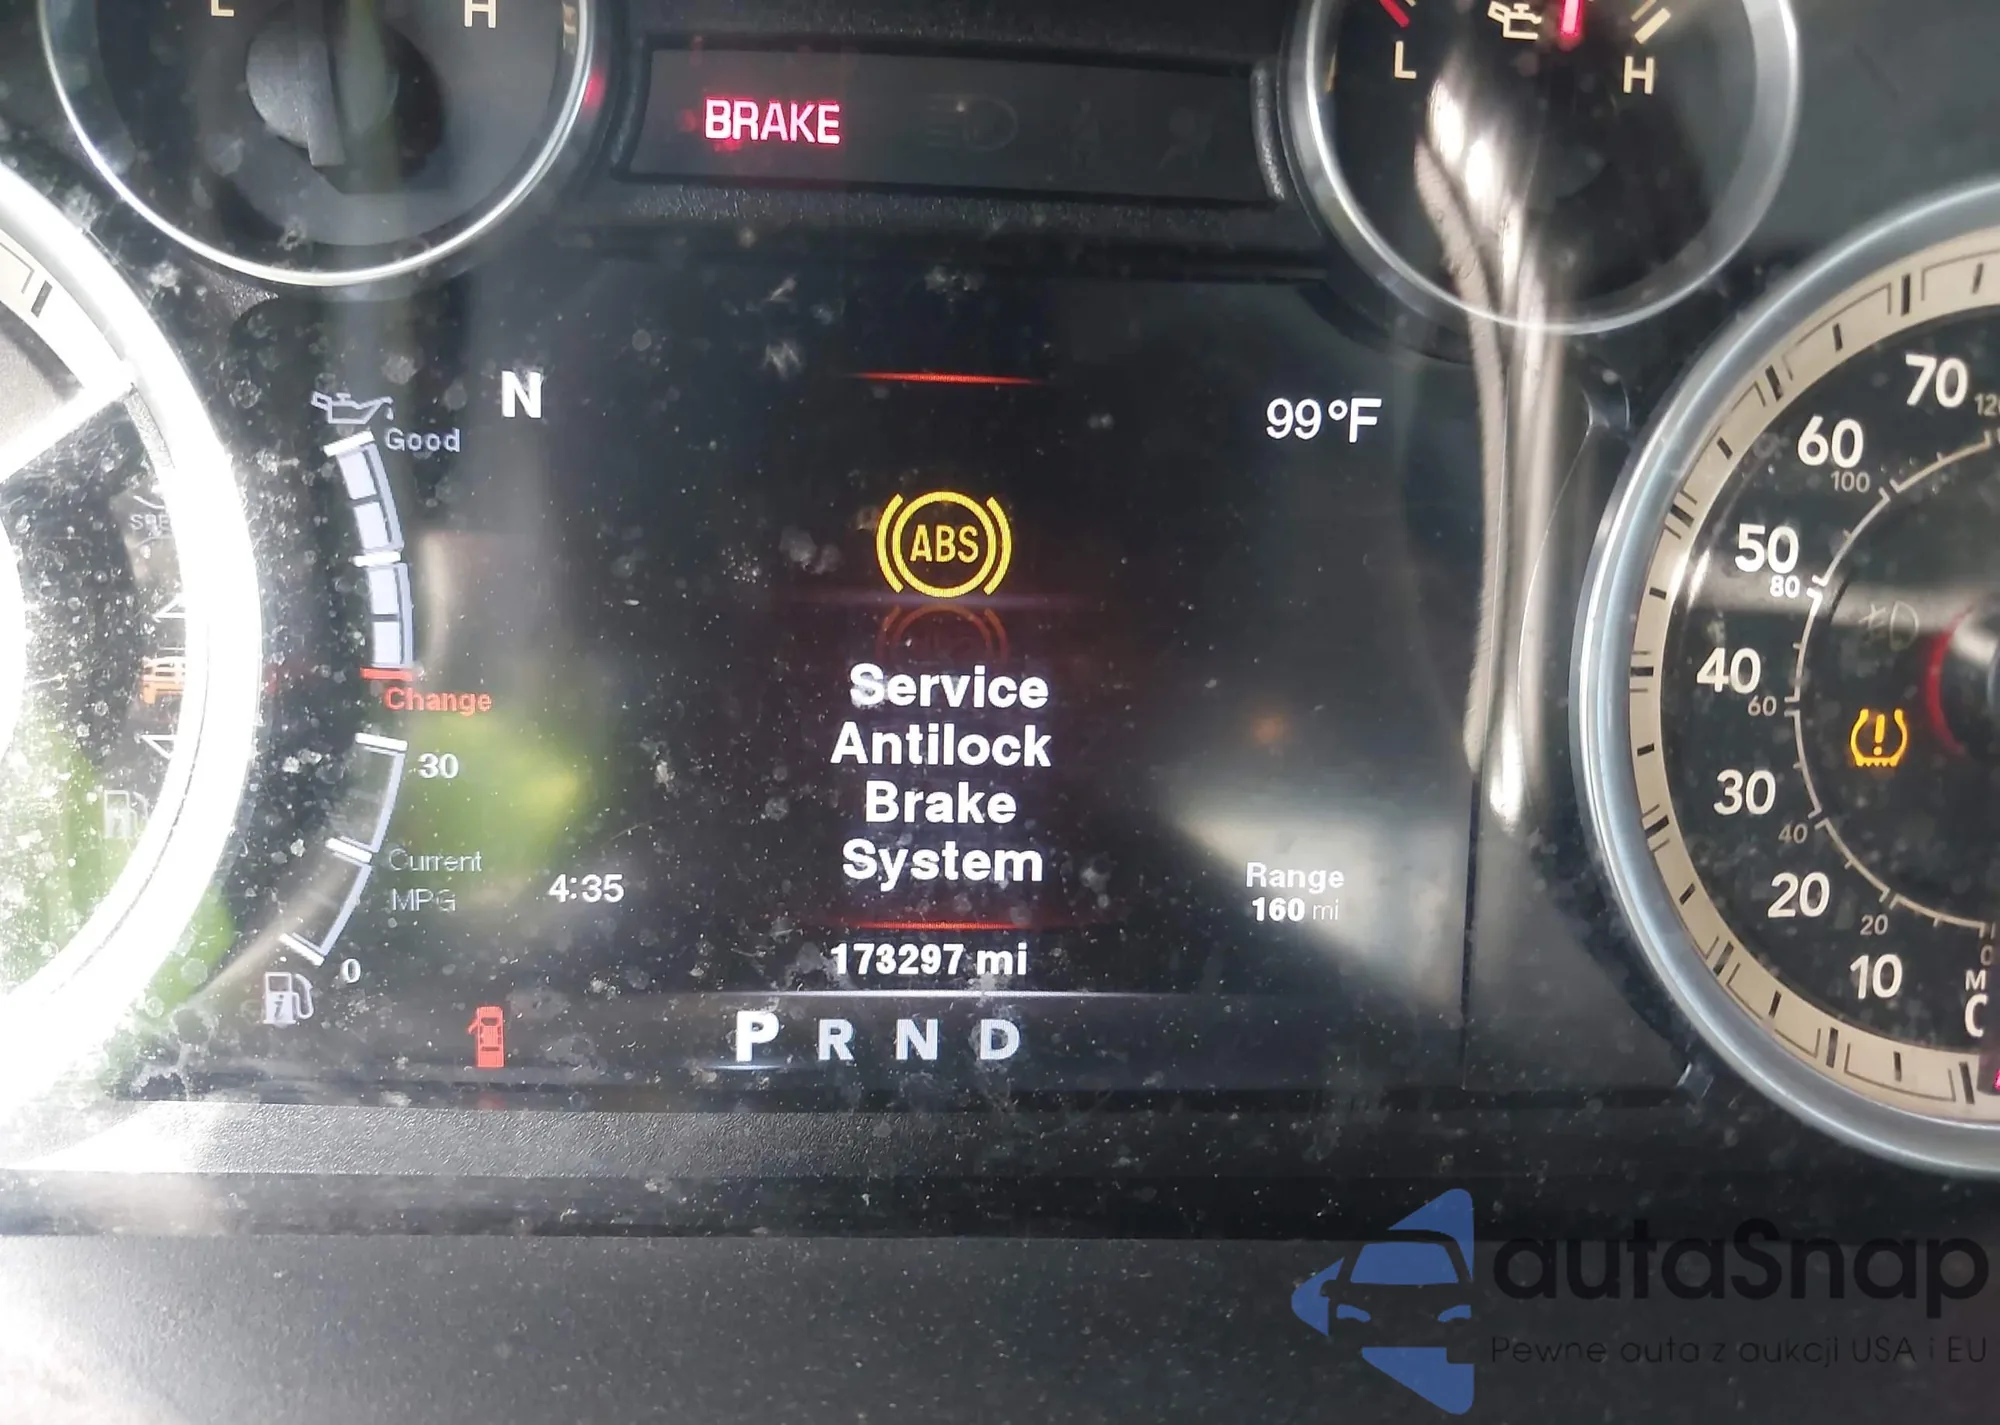 L H
BRAKE
L H
N
99°F
Good
ABS
Change
Service
Antilock
Brake
System
30
Current
MPG
0
4:35
Range
160 mi
173297 mi
P R N D
70
120
60
100
50
80
40
60
30
40
20
20
10
0
M
C
autaSnap
Pewne auta z aukcji USA i EU